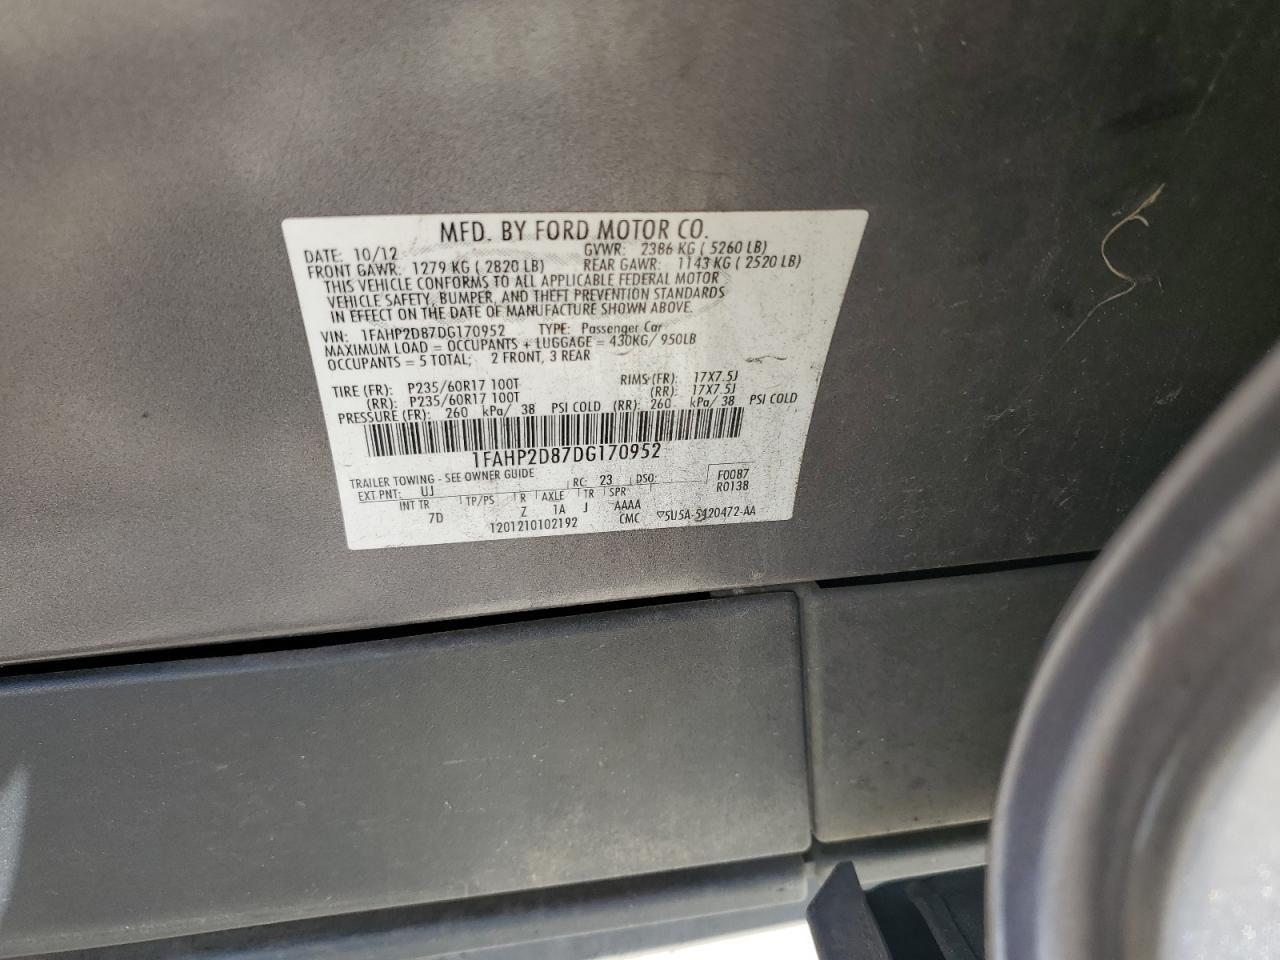 MFD. BY FORD MOTOR CO.
DATE: 10/12 GVWR: 2386 KG ( 5260 LB)
FRONT GAWR: 1279 KG ( 2820 LB) REAR GAWR: 1143 KG ( 2520 LB)
THIS VEHICLE CONFORMS TO ALL APPLICABLE FEDERAL MOTOR
VEHICLE SAFETY, BUMPER, AND THEFT PREVENTION STANDARDS
IN EFFECT ON THE DATE OF MANUFACTURE SHOWN ABOVE.
VIN: 1FAHP2D87DG170952 TYPE: Passenger Car
MAXIMUM LOAD = OCCUPANTS + LUGGAGE = 430KG/ 950LB
OCCUPANTS = 5 TOTAL; 2 FRONT, 3 REAR
TIRE (FR): P235/60R17 100T RIMS (FR): 17X7.5J
(RR): P235/60R17 100T (RR): 17X7.5J
PRESSURE (FR): 260 kPa/ 38 PSI COLD (RR): 260 kPa/ 38 PSI COLD
1FAHP2D87DG170952
TRAILER TOWING - SEE OWNER GUIDE
EXT PNT: UJ RC: 23 DSO: F0087
INT TR TP/PS R AXLE TR SPR R0138
7D Z 1A J AAAA
1201210102192 CMC ▽5U5A-5420472-AA